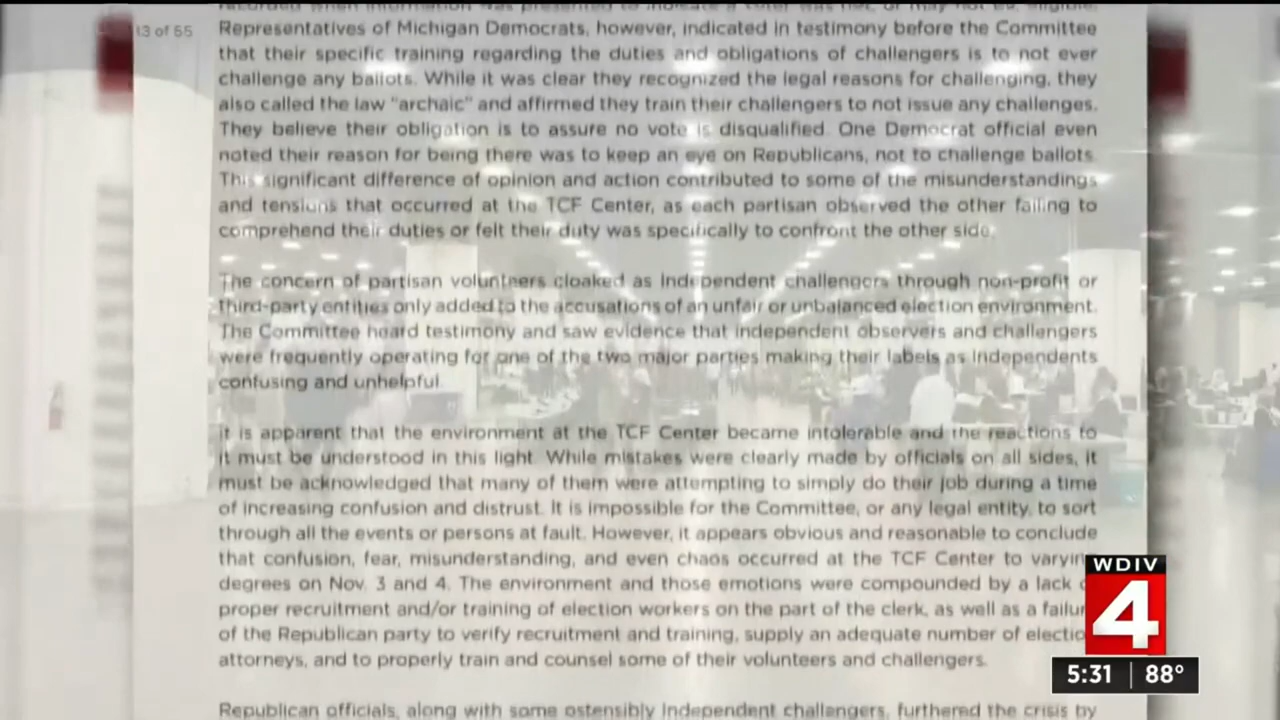 13 of 55
recorded when information was presented to indicate a voter was not, or may not be, eligible.
Representatives of Michigan Democrats, however, indicated in testimony before the Committee
that their specific training regarding the duties and obligations of challengers is to not ever
challenge any ballots. While it was clear they recognized the legal reasons for challenging, they
also called the law "archaic" and affirmed they train their challengers to not issue any challenges.
They believe their obligation is to assure no vote is disqualified. One Democrat official even
noted their reason for being there was to keep an eye on Republicans, not to challenge ballots.
This significant difference of opinion and action contributed to some of the misunderstandings
and tensions that occurred at the TCF Center, as each partisan observed the other failing to
comprehend their duties or felt their duty was specifically to confront the other side.
The concern of partisan volunteers cloaked as independent challengers through non-profit or
third-party entities only added to the accusations of an unfair or unbalanced election environment.
The Committee heard testimony and saw evidence that independent observers and challengers
were frequently operating for one of the two major parties making their labels as independents
confusing and unhelpful.
It is apparent that the environment at the TCF Center became intolerable and the reactions to
it must be understood in this light. While mistakes were clearly made by officials on all sides, it
must be acknowledged that many of them were attempting to simply do their job during a time
of increasing confusion and distrust. It is impossible for the Committee, or any legal entity, to sort
through all the events or persons at fault. However, it appears obvious and reasonable to conclude
that confusion, fear, misunderstanding, and even chaos occurred at the TCF Center to varyin
degrees on Nov. 3 and 4. The environment and those emotions were compounded by a lack o
proper recruitment and/or training of election workers on the part of the clerk, as well as a failur
of the Republican party to verify recruitment and training, supply an adequate number of electio
attorneys, and to properly train and counsel some of their volunteers and challengers.
Republican officials, along with some ostensibly independent challengers, furthered the crisis by
WDIV
4
5:31 88°